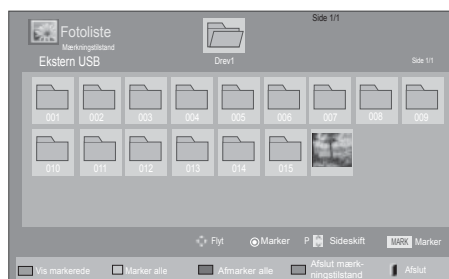 Side 1/1
Fotoliste
Mærkningstilstand
Ekstern USB
Drev1
Side 1/1
001 002 003 004 005 006 007 008 009
010 011 012 013 014 015
Flyt Marker P Sideskift MARK Marker
Vis markerede Marker alle Afmarker alle Afslut mærk-
ningstilstand Afslut